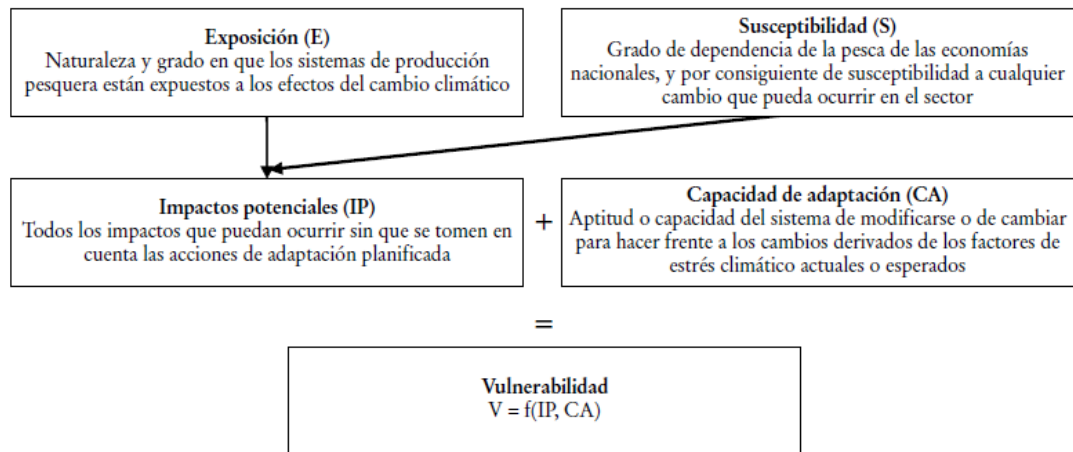 Exposición (E)
Naturaleza y grado en que los sistemas de producción
pesquera están expuestos a los efectos del cambio climático
Susceptibilidad (S)
Grado de dependencia de la pesca de las economías
nacionales, y por consiguiente de susceptibilidad a cualquier
cambio que pueda ocurrir en el sector
Impactos potenciales (IP)
Todos los impactos que puedan ocurrir sin que se tomen en
cuenta las acciones de adaptación planificada
+
Capacidad de adaptación (CA)
Aptitud o capacidad del sistema de modificarse o de cambiar
para hacer frente a los cambios derivados de los factores de
estrés climático actuales o esperados
=
Vulnerabilidad
V = f(IP, CA)